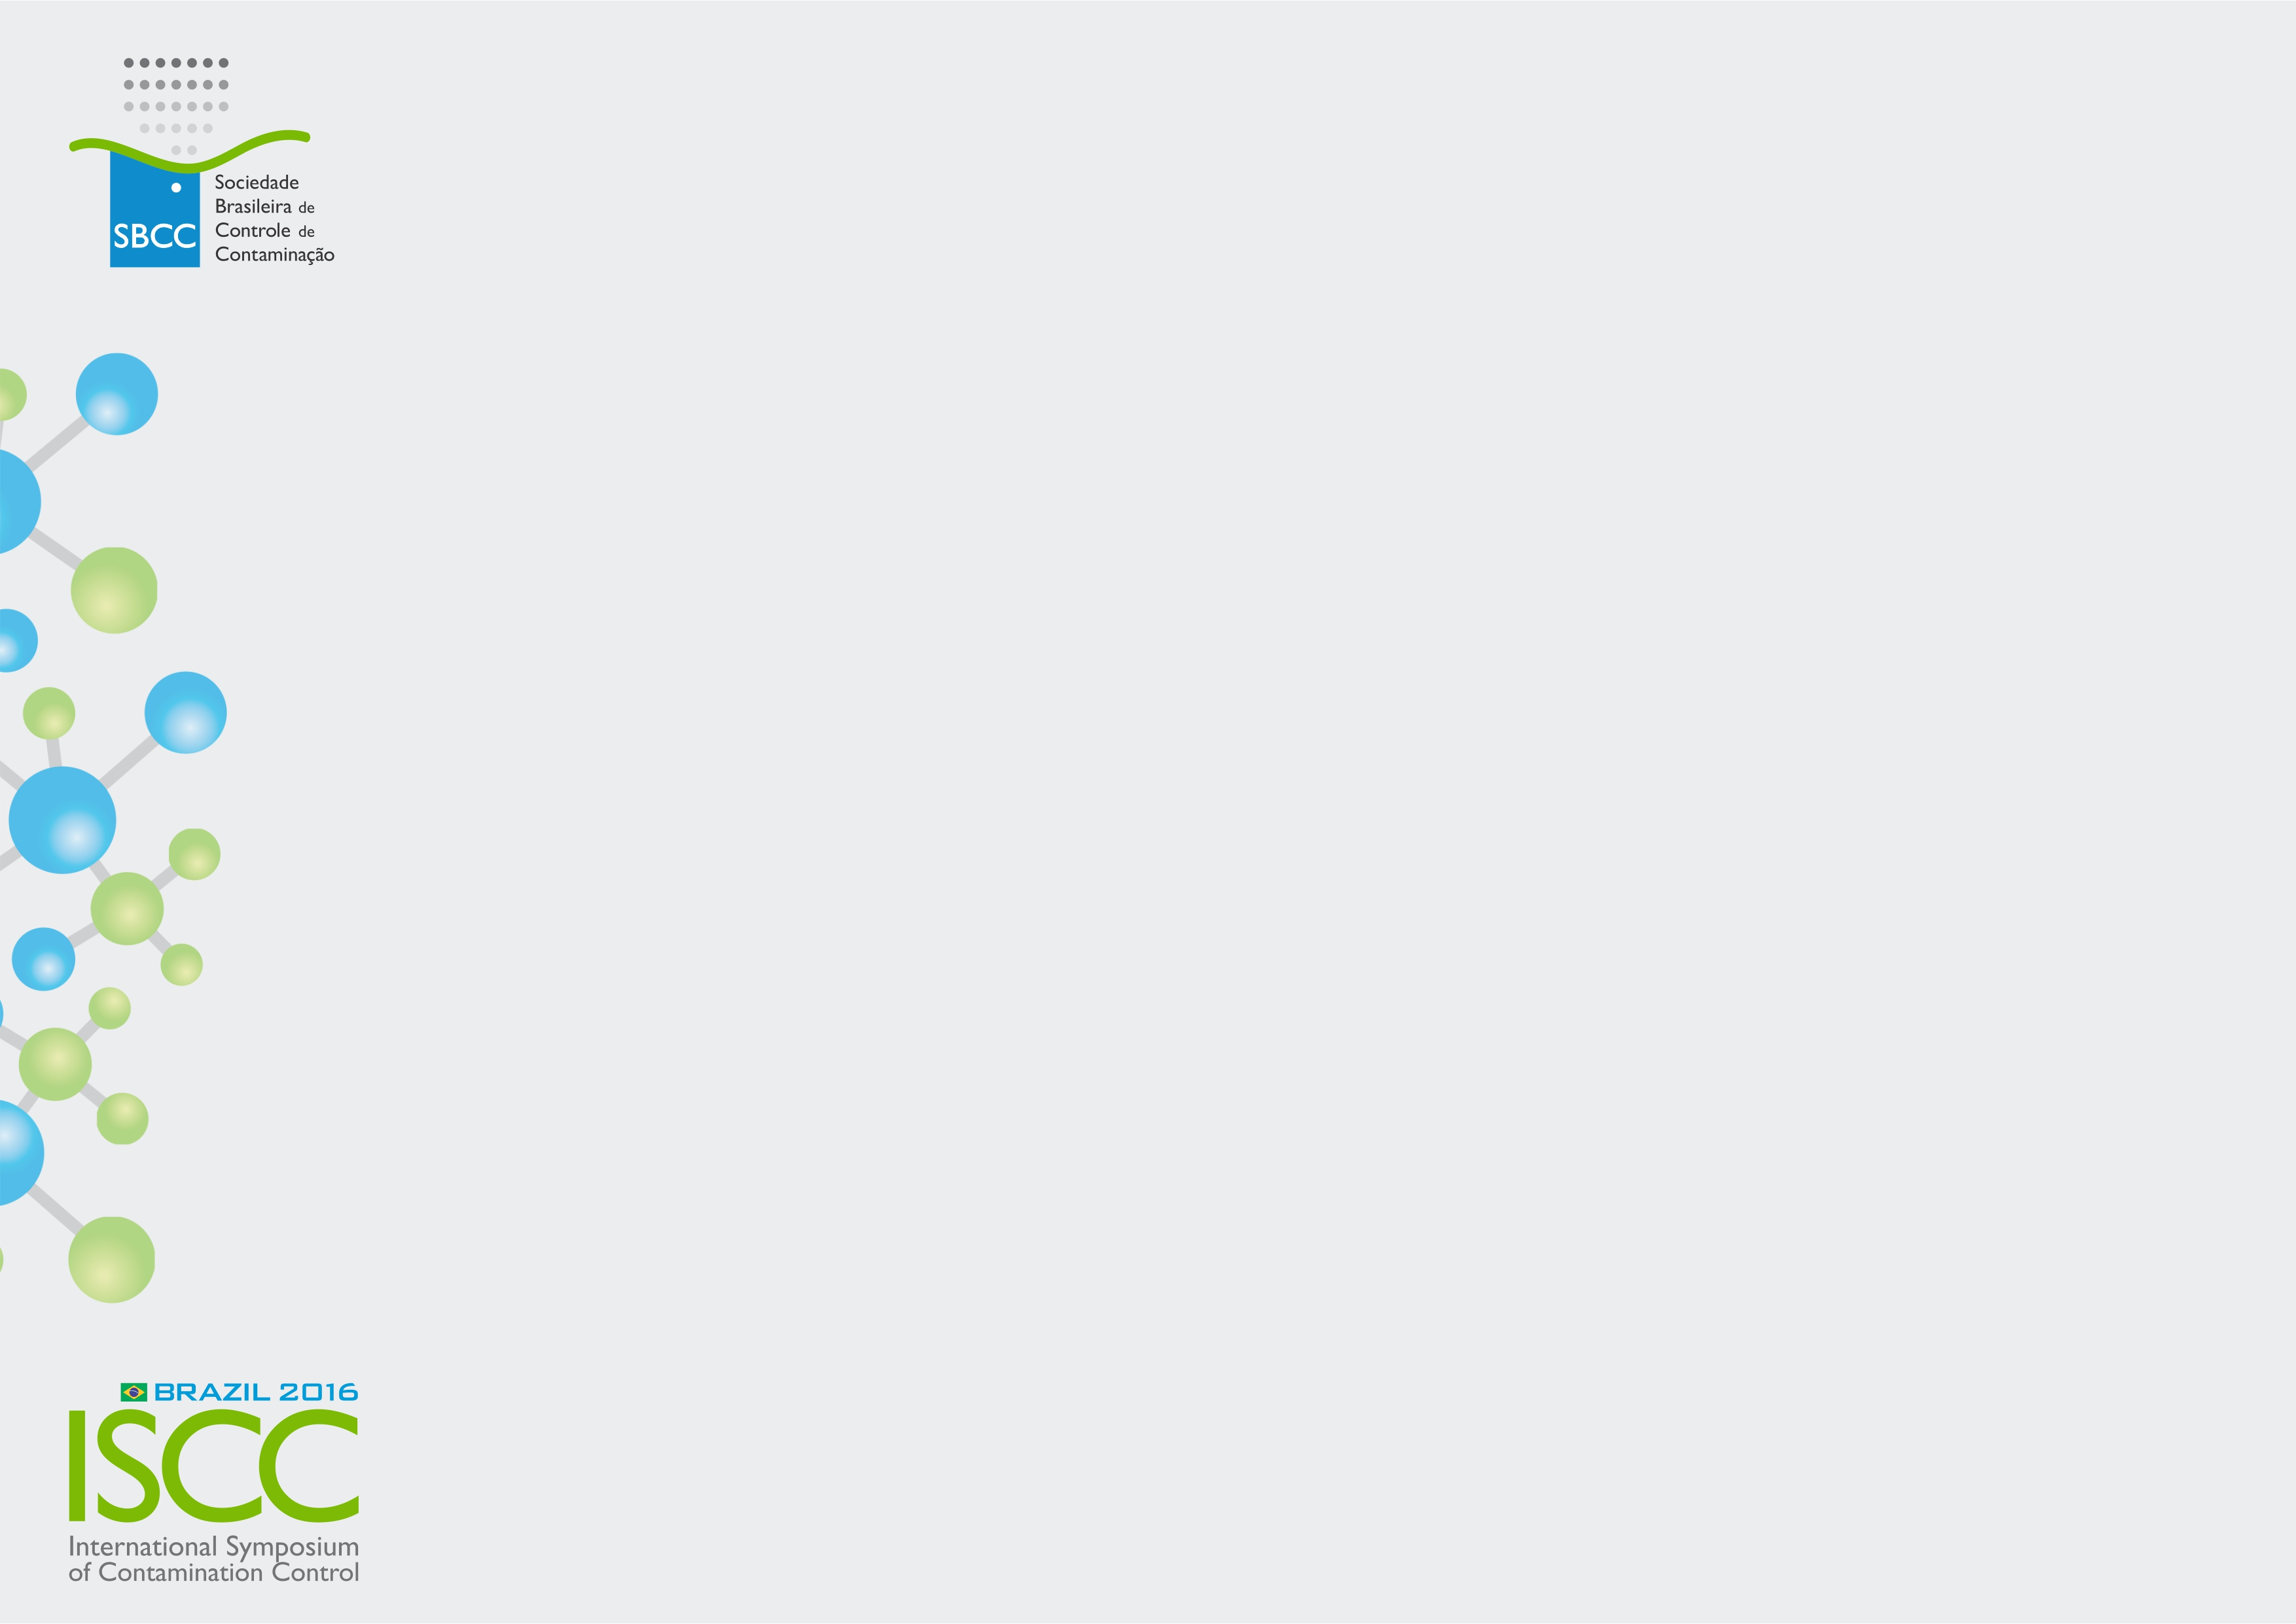 SBCC
Sociedade
Brasileira de
Controle de
Contaminação
BRAZIL 2016
ISCC
International Symposium
of Contamination Control